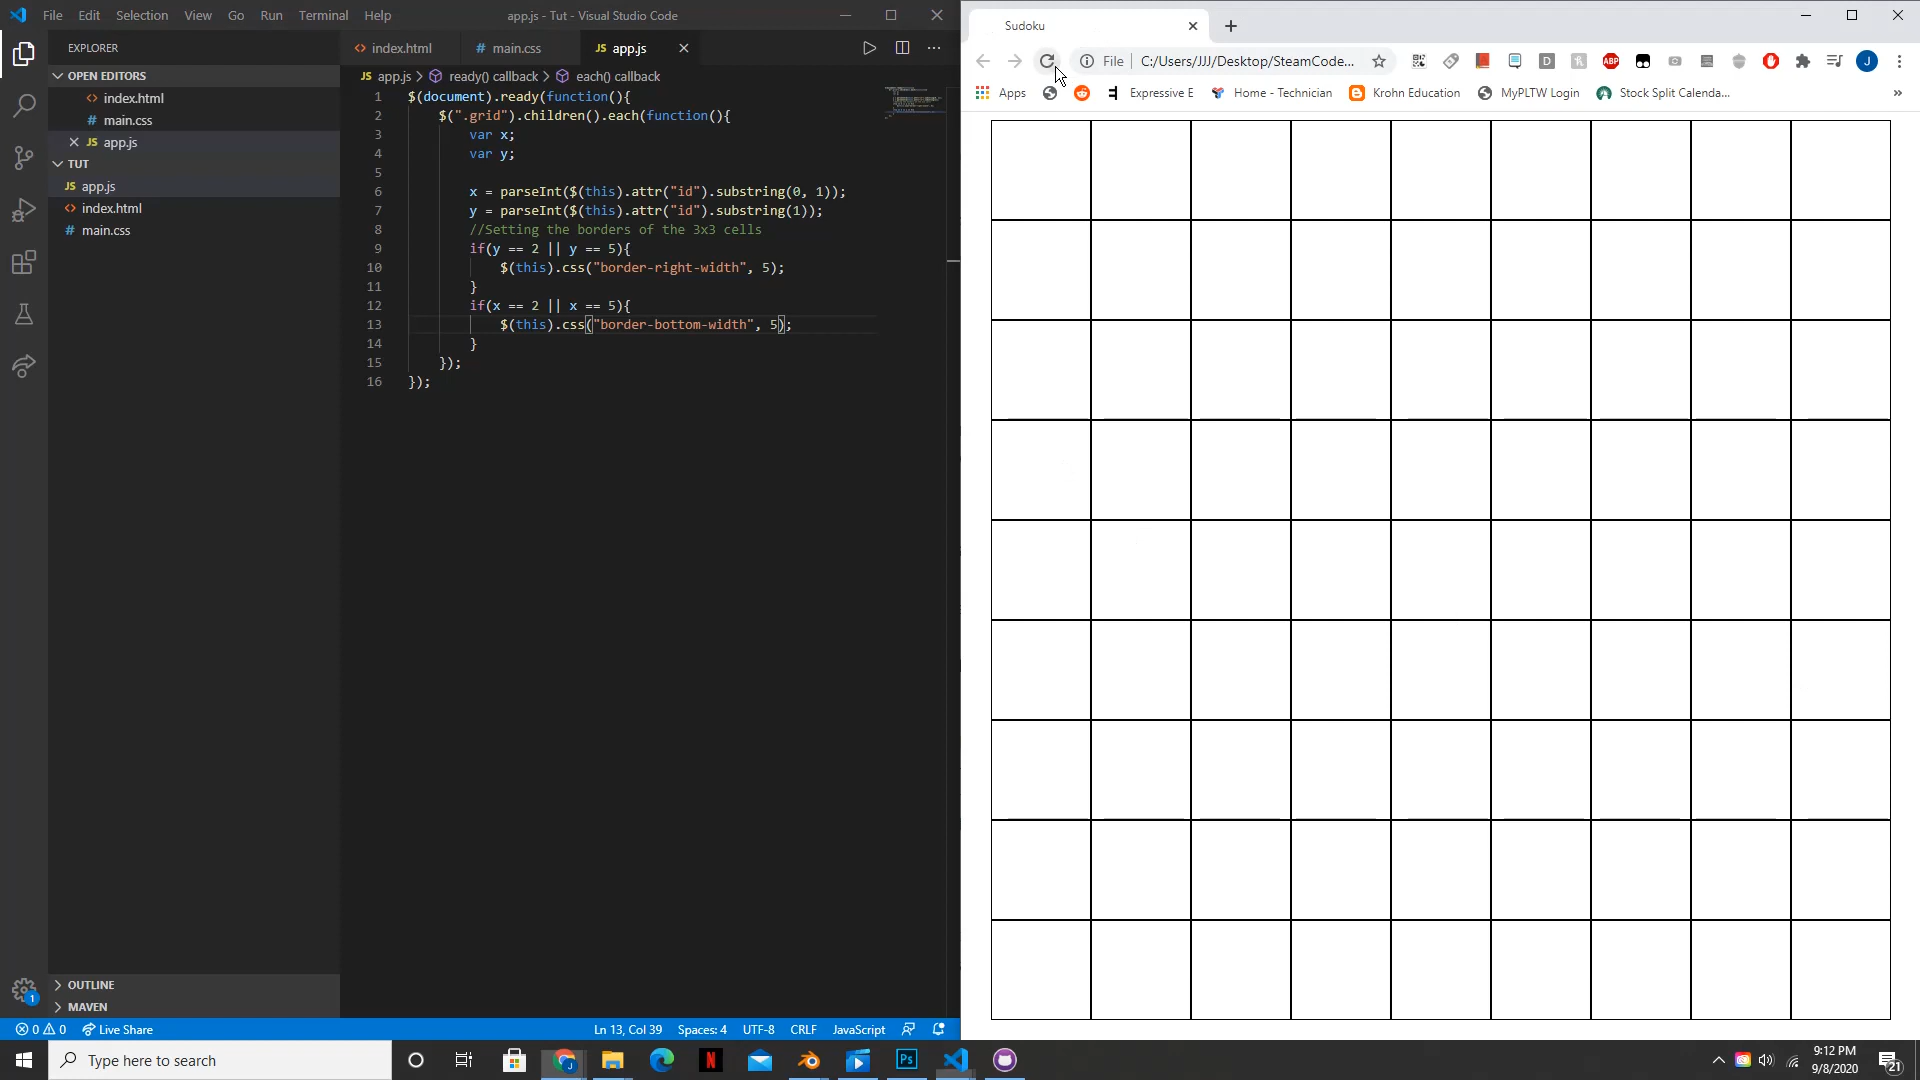 File Edit Selection View Go Run Terminal Help
app.js - Tut - Visual Studio Code
EXPLORER
OPEN EDITORS
index.html
main.css
app.js
TUT
app.js
index.html
main.css
OUTLINE
MAVEN
index.html main.css JS app.js
JS app.js > ready() callback > each() callback
1 $(document).ready(function(){
2 $(".grid").children().each(function(){
3 var x;
4 var y;
5
6 x = parseInt($(this).attr("id").substring(0, 1));
7 y = parseInt($(this).attr("id").substring(1));
8 //Setting the borders of the 3x3 cells
9 if(y == 2 || y == 5){
10 $(this).css("border-right-width", 5);
11 }
12 if(x == 2 || x == 5){
13 $(this).css("border-bottom-width", 5);
14 }
15 });
16 });
0 0 Live Share Ln 13, Col 39 Spaces: 4 UTF-8 CRLF JavaScript
Sudoku
File C:/Users/JJJ/Desktop/SteamCode...
ABP J
Apps Expressive E Home - Technician Krohn Education MyPLTW Online Stock Split Calenda... »
Type here to search
9:12 PM
9/8/2020
21